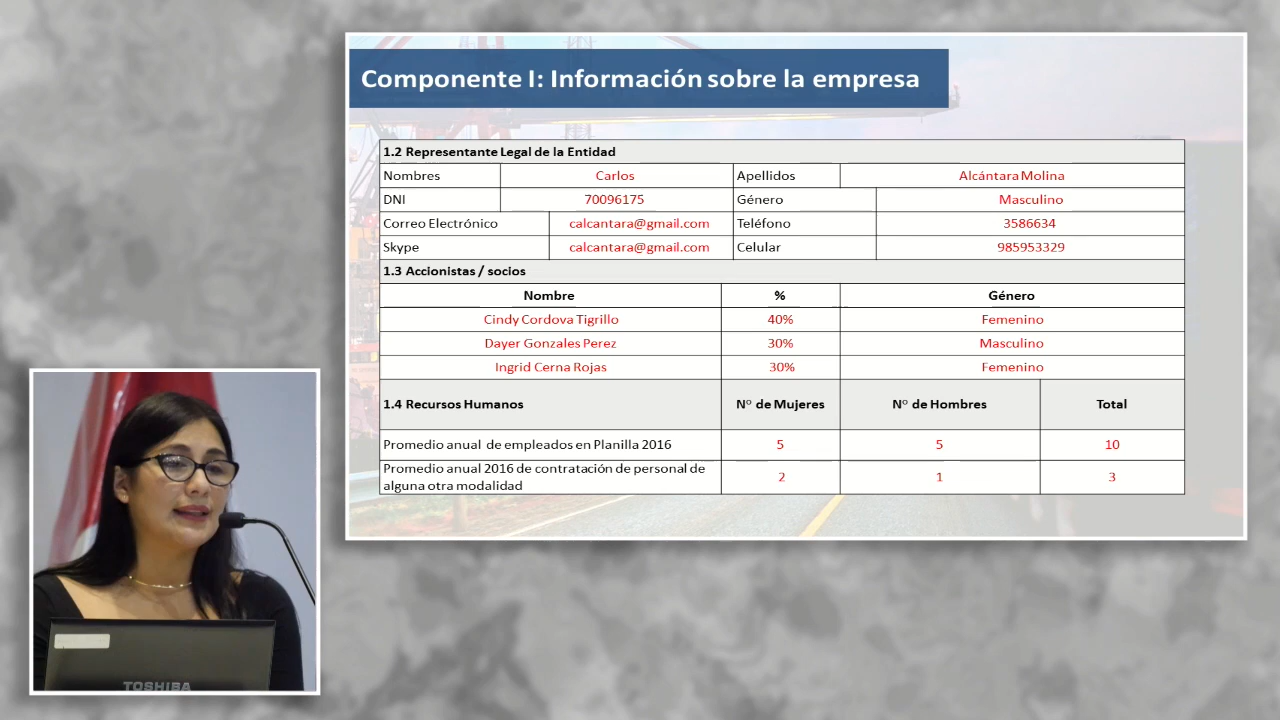 Componente I: Información sobre la empresa
1.2 Representante Legal de la Entidad
Nombres Carlos Apellidos Alcántara Molina
DNI 70096175 Género Masculino
Correo Electrónico calcantara@gmail.com Teléfono 3586634
Skype calcantara@gmail.com Celular 985953329
1.3 Accionistas / socios
Nombre % Género
Cindy Cordova Tigrillo 40% Femenino
Dayer Gonzales Perez 30% Masculino
Ingrid Cerna Rojas 30% Femenino
1.4 Recursos Humanos N° de Mujeres N° de Hombres Total
Promedio anual de empleados en Planilla 2016 5 5 10
Promedio anual 2016 de contratación de personal de
alguna otra modalidad 2 1 3
TOSHIBA